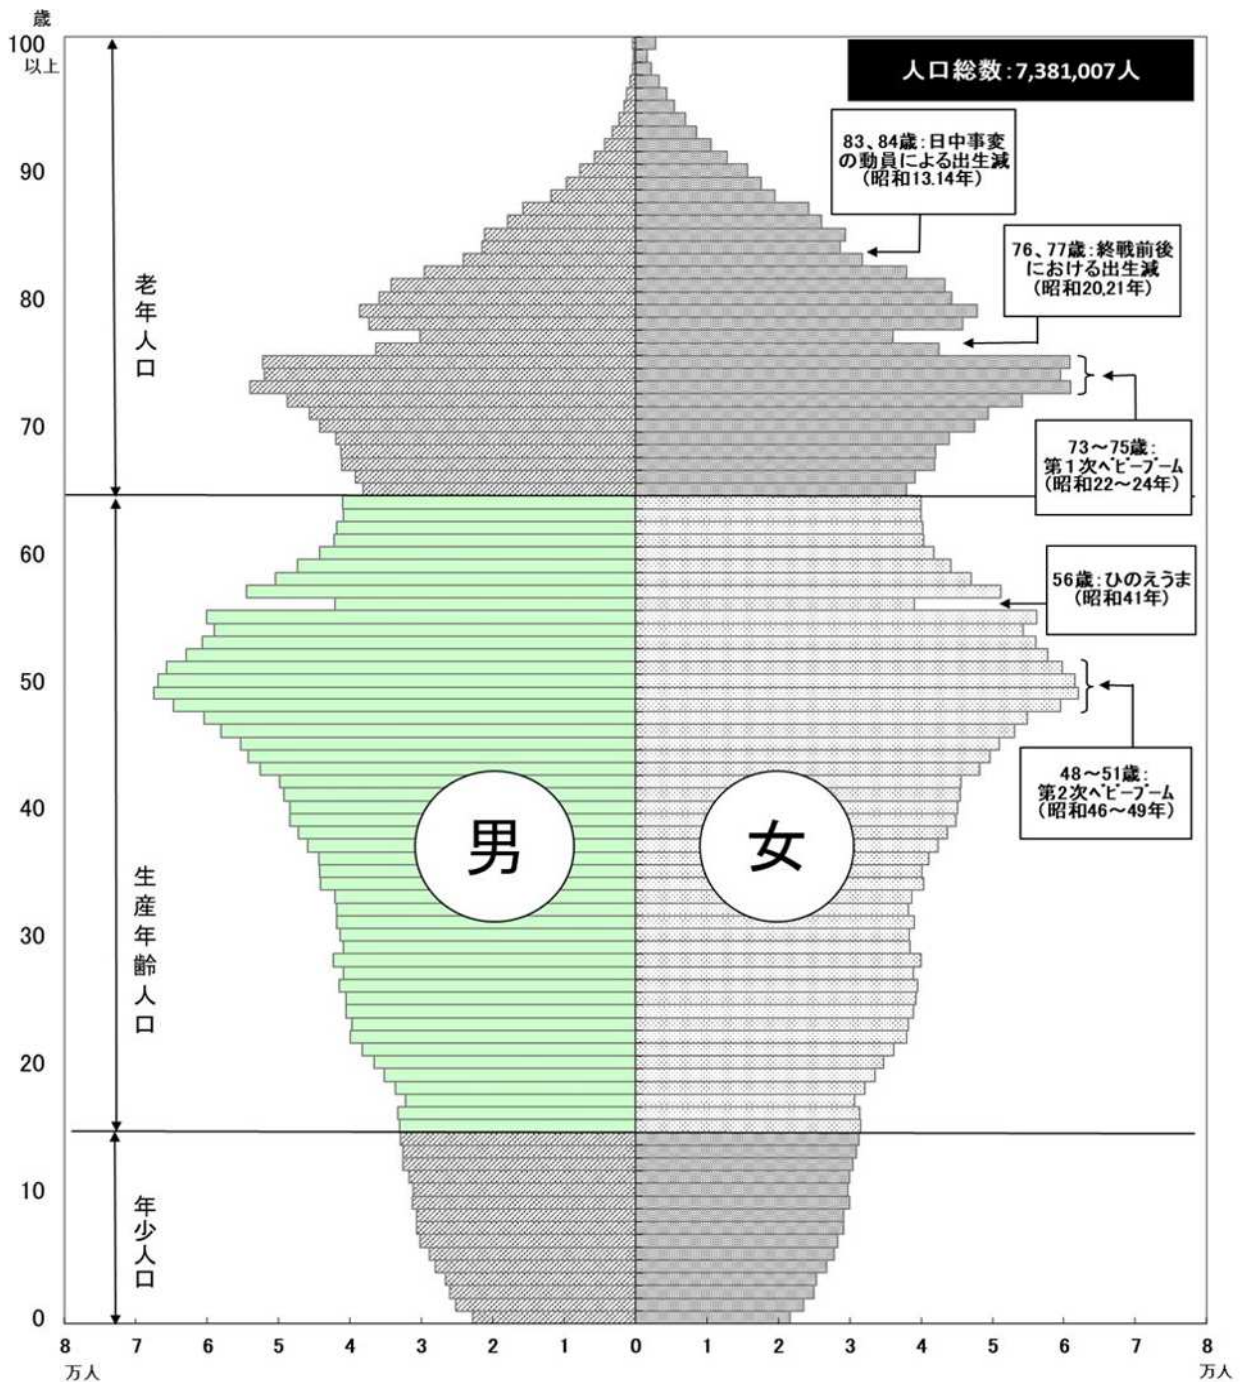 歳
100
以上
90
80
70
60
50
40
30
20
10
0
人口総数:7,381,007人
83、84歳:日中事変
の動員による出生減
(昭和13.14年)
76、77歳:終戦前後
における出生減
(昭和20,21年)
73~75歳:
第1次ベビーブーム
(昭和22~24年)
56歳:ひのえうま
(昭和41年)
48~51歳:
第2次ベビーブーム
(昭和46~49年)
老年人口
生産年齢人口
年少人口
男
女
8 7 6 5 4 3 2 1 0 1 2 3 4 5 6 7 8
万人 万人